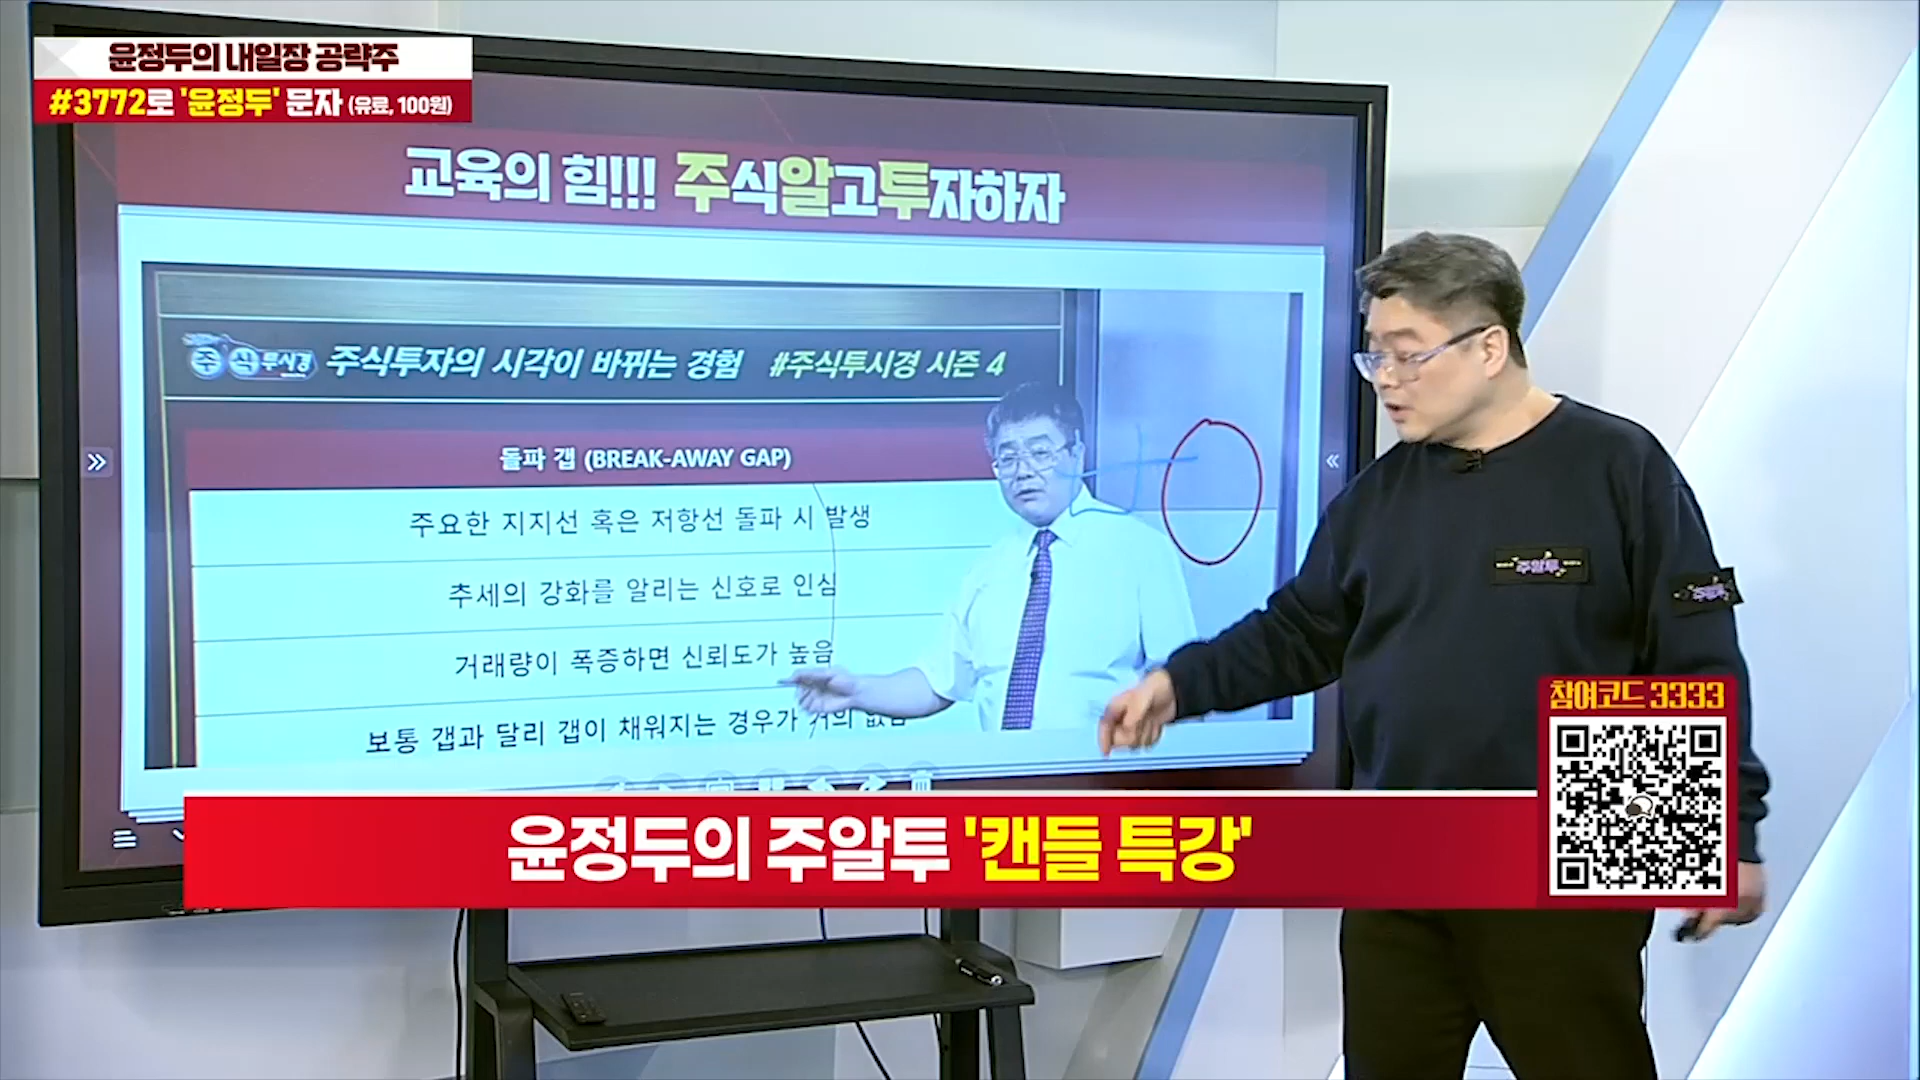 윤정두의 내일장 공략주
#3772로 '윤정두' 문자 (유료, 100원)
교육의 힘!!! 주식알고투자하자
주식투시경 주식투자의 시각이 바뀌는 경험 #주식투시경 시즌 4
돌파 갭 (BREAK-AWAY GAP)
주요한 지지선 혹은 저항선 돌파 시 발생
추세의 강화를 알리는 신호로 인심
거래량이 폭증하면 신뢰도가 높음
보통 갭과 달리 갭이 채워지는 경우가 거의 없음
주알투
주알투
참여코드 3333
윤정두의 주알투 '캔들 특강'